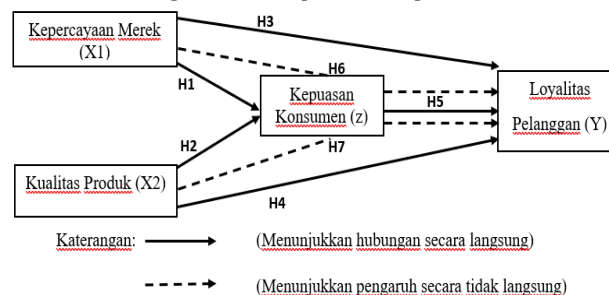 H3
Kepercayaan Merek
(X1)
H1
H6
Kepuasan
Konsumen (z)
H5
Loyalitas
Pelanggan (Y)
H2
H7
Kualitas Produk (X2)
H4
Katerangan:
(Menunjukkan hubungan secara langsung)
(Menunjukkan pengaruh secara tidak langsung)